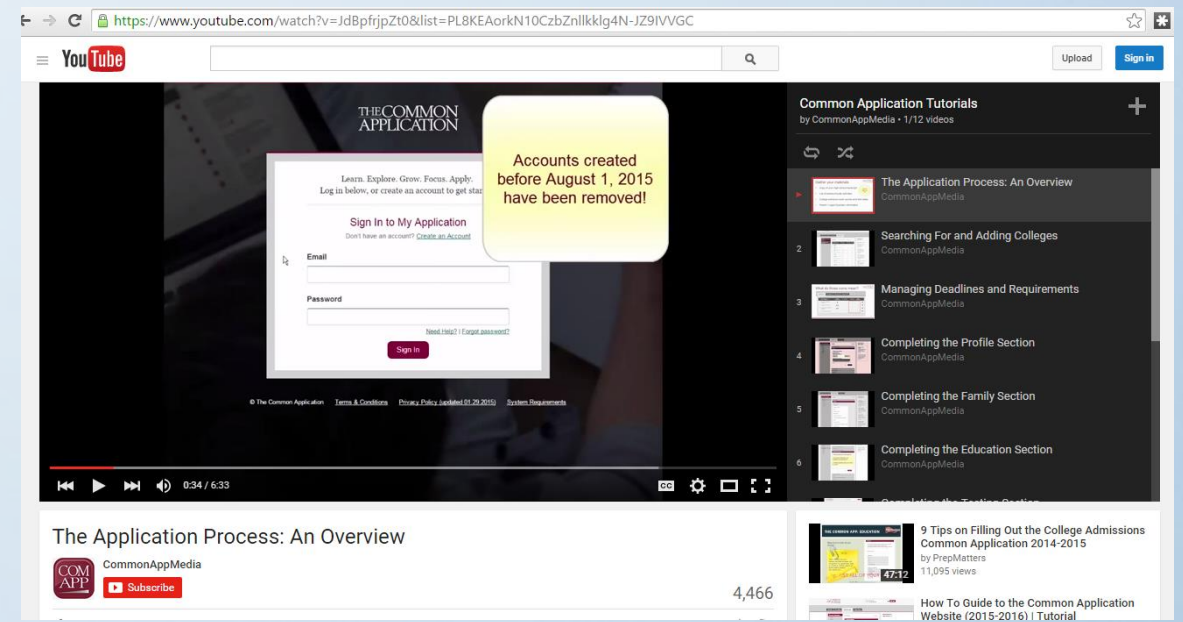 https://www.youtube.com/watch?v=JdBpfrjpZt0&list=PL8KEAorkN10CzbZnllkklg4N-JZ9IVVGC
YouTube
Upload
Sign in
THE COMMON
APPLICATION
Learn. Explore. Grow. Focus. Apply.
Log in below, or create an account to get star
Sign In to My Application
Don't have an account? Create an Account
Email
Password
Need Help? | Forgot password?
Sign In
© The Common Application Terms & Conditions Privacy Policy (updated 01.29.2015) System Requirements
Accounts created
before August 1, 2015
have been removed!
0:34 / 6:33
CC
Common Application Tutorials
by CommonAppMedia • 1/12 videos
The Application Process: An Overview
CommonAppMedia
2
Searching For and Adding Colleges
CommonAppMedia
3
Managing Deadlines and Requirements
CommonAppMedia
4
Completing the Profile Section
CommonAppMedia
5
Completing the Family Section
CommonAppMedia
6
Completing the Education Section
CommonAppMedia
Completing the Testing Section
The Application Process: An Overview
COM
APP
CommonAppMedia
Subscribe
4,466
47:12
9 Tips on Filling Out the College Admissions
Common Application 2014-2015
by PrepMatters
11,095 views
How To Guide to the Common Application
Website (2015-2016) | Tutorial